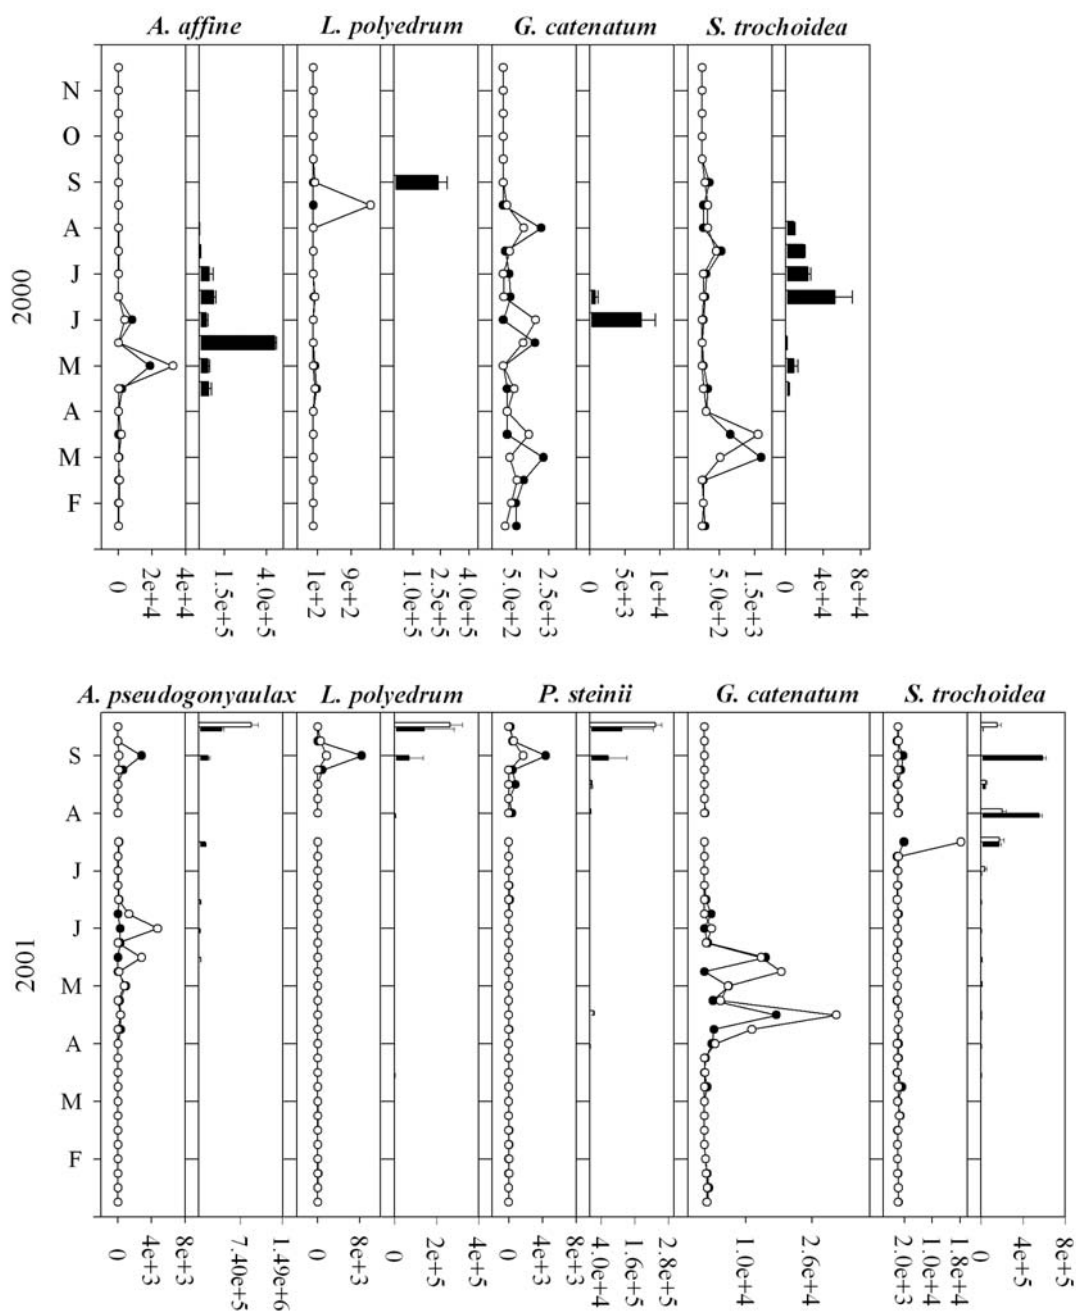 A. affine L. polyedrum G. catenatum S. trochoidea
N
O
S
A
J
J
M
A
M
F
2000
0 2e+4 4e+4 1.5e+5 4.0e+5 1e+2 9e+2 1.0e+5 2.5e+5 4.0e+5 5.0e+2 2.5e+3 0 5e+3 1e+4 5.0e+2 1.5e+3 0 4e+4 8e+4
A. pseudogonyaulax L. polyedrum P. steinii G. catenatum S. trochoidea
S
A
J
J
M
A
M
F
2001
0 4e+3 8e+3 7.40e+5 1.49e+6 0 8e+3 0 2e+5 4e+5 0 4e+3 4.0e+4 1.6e+5 2.8e+5 1.0e+4 2.6e+4 2.0e+3 1.0e+4 1.8e+4 0 4e+5 8e+5